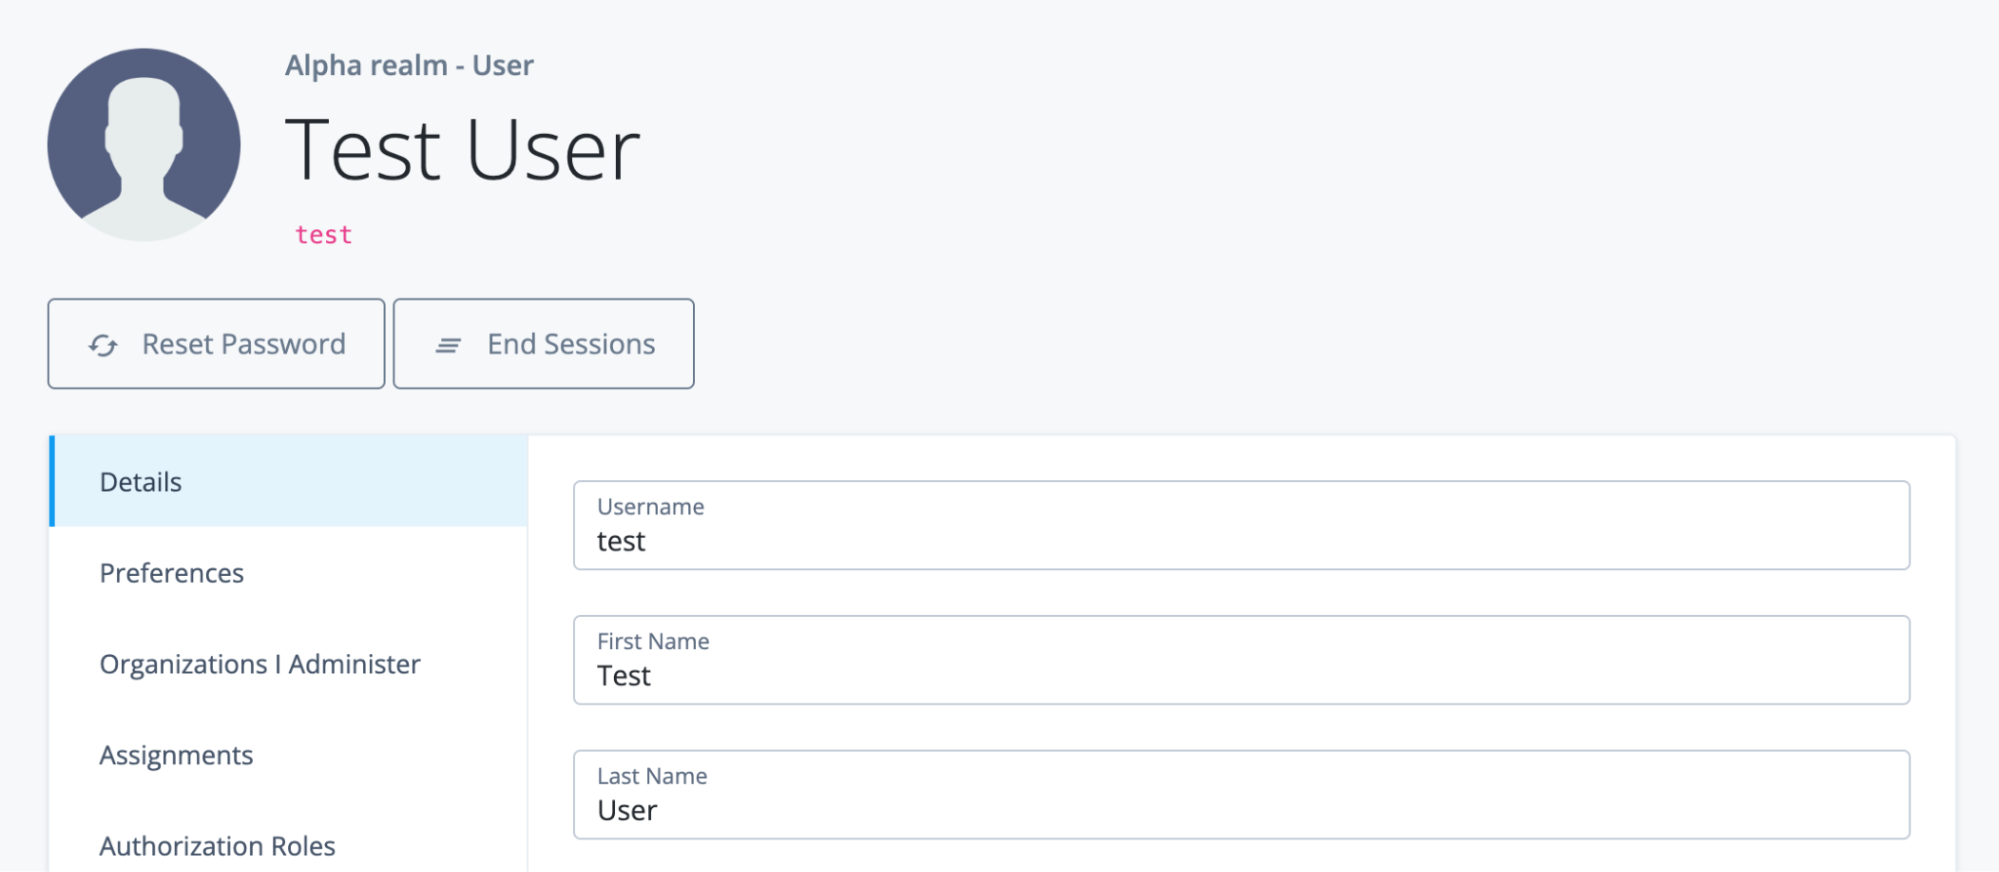 Alpha realm - User
Test User
test
Reset Password
End Sessions
Details
Preferences
Organizations I Administer
Assignments
Authorization Roles
Username
test
First Name
Test
Last Name
User